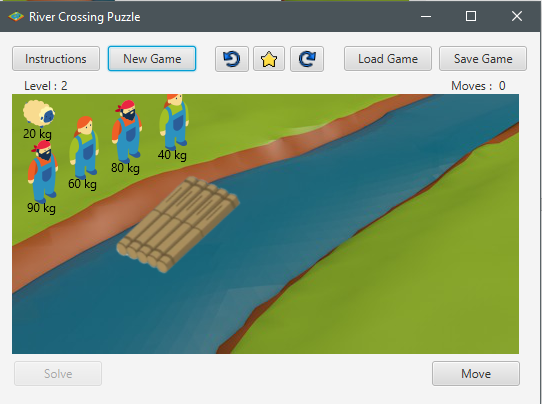 River Crossing Puzzle
Instructions New Game Load Game Save Game
Level : 2 Moves : 0
20 kg
40 kg
80 kg
60 kg
90 kg
Solve Move